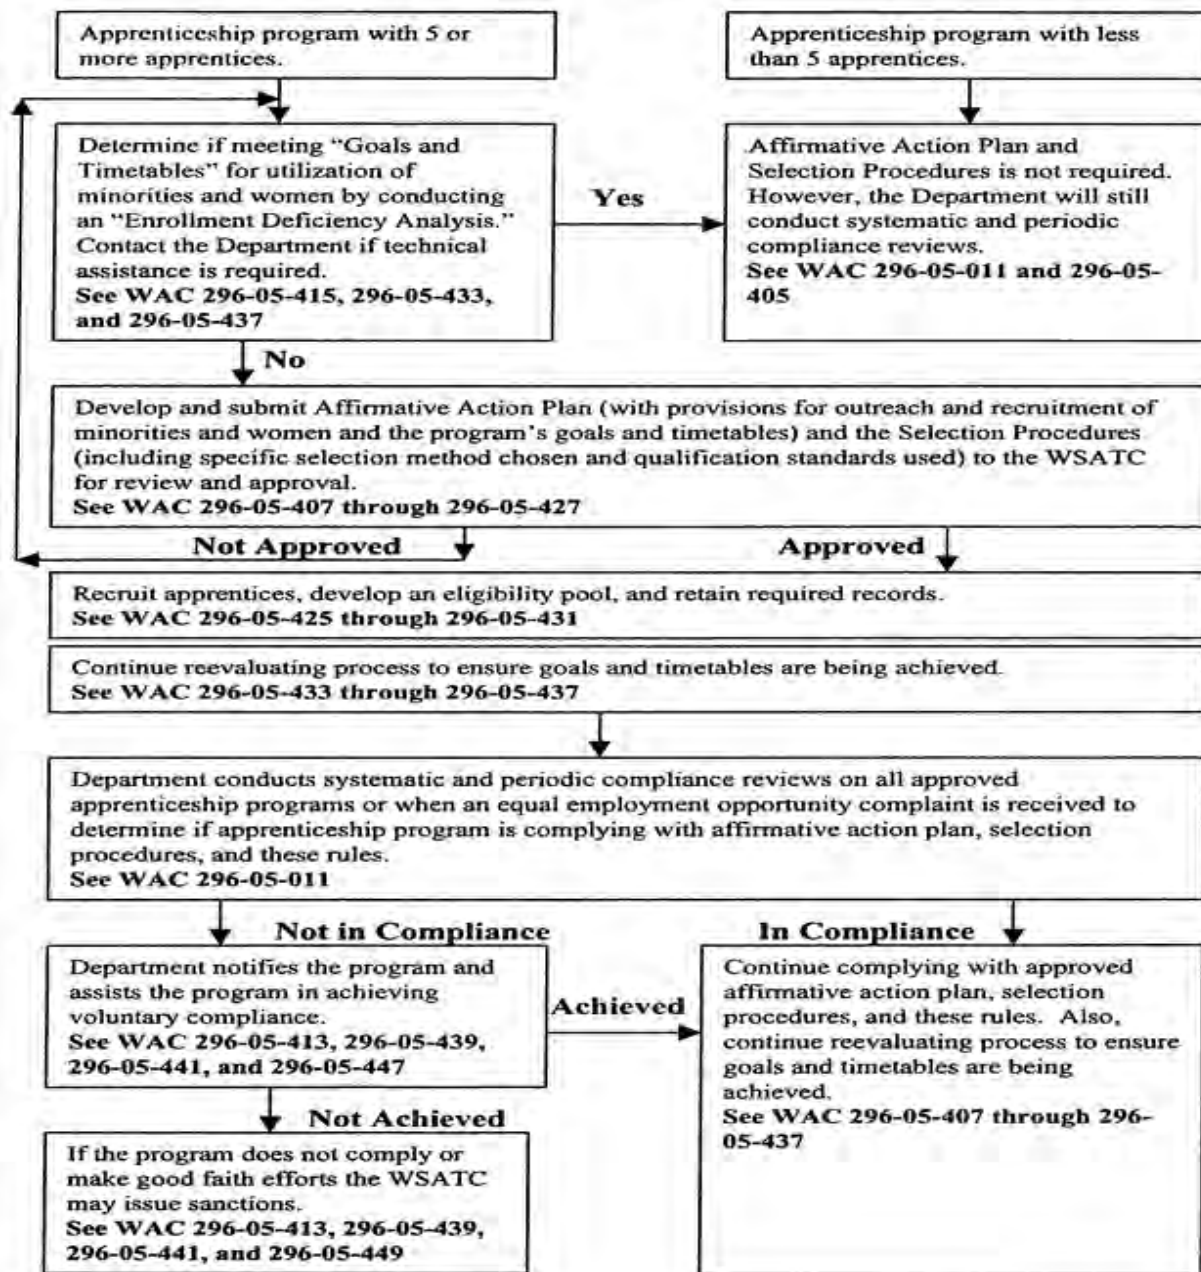 Apprenticeship program with 5 or
more apprentices.
Apprenticeship program with less
than 5 apprentices.
Determine if meeting “Goals and
Timetables” for utilization of
minorities and women by conducting
an “Enrollment Deficiency Analysis.”
Contact the Department if technical
assistance is required.
See WAC 296-05-415, 296-05-433,
and 296-05-437
Yes
Affirmative Action Plan and
Selection Procedures is not required.
However, the Department will still
conduct systematic and periodic
compliance reviews.
See WAC 296-05-011 and 296-05-
405
No
Develop and submit Affirmative Action Plan (with provisions for outreach and recruitment of
minorities and women and the program’s goals and timetables) and the Selection Procedures
(including specific selection method chosen and qualification standards used) to the WSATC
for review and approval.
See WAC 296-05-407 through 296-05-427
Not Approved
Approved
Recruit apprentices, develop an eligibility pool, and retain required records.
See WAC 296-05-425 through 296-05-431
Continue reevaluating process to ensure goals and timetables are being achieved.
See WAC 296-05-433 through 296-05-437
Department conducts systematic and periodic compliance reviews on all approved
apprenticeship programs or when an equal employment opportunity complaint is received to
determine if apprenticeship program is complying with affirmative action plan, selection
procedures, and these rules.
See WAC 296-05-011
Not in Compliance
In Compliance
Department notifies the program and
assists the program in achieving
voluntary compliance.
See WAC 296-05-413, 296-05-439,
296-05-441, and 296-05-447
Achieved
Continue complying with approved
affirmative action plan, selection
procedures, and these rules. Also,
continue reevaluating process to ensure
goals and timetables are being
achieved.
See WAC 296-05-407 through 296-
05-437
Not Achieved
If the program does not comply or
make good faith efforts the WSATC
may issue sanctions.
See WAC 296-05-413, 296-05-439,
296-05-441, and 296-05-449